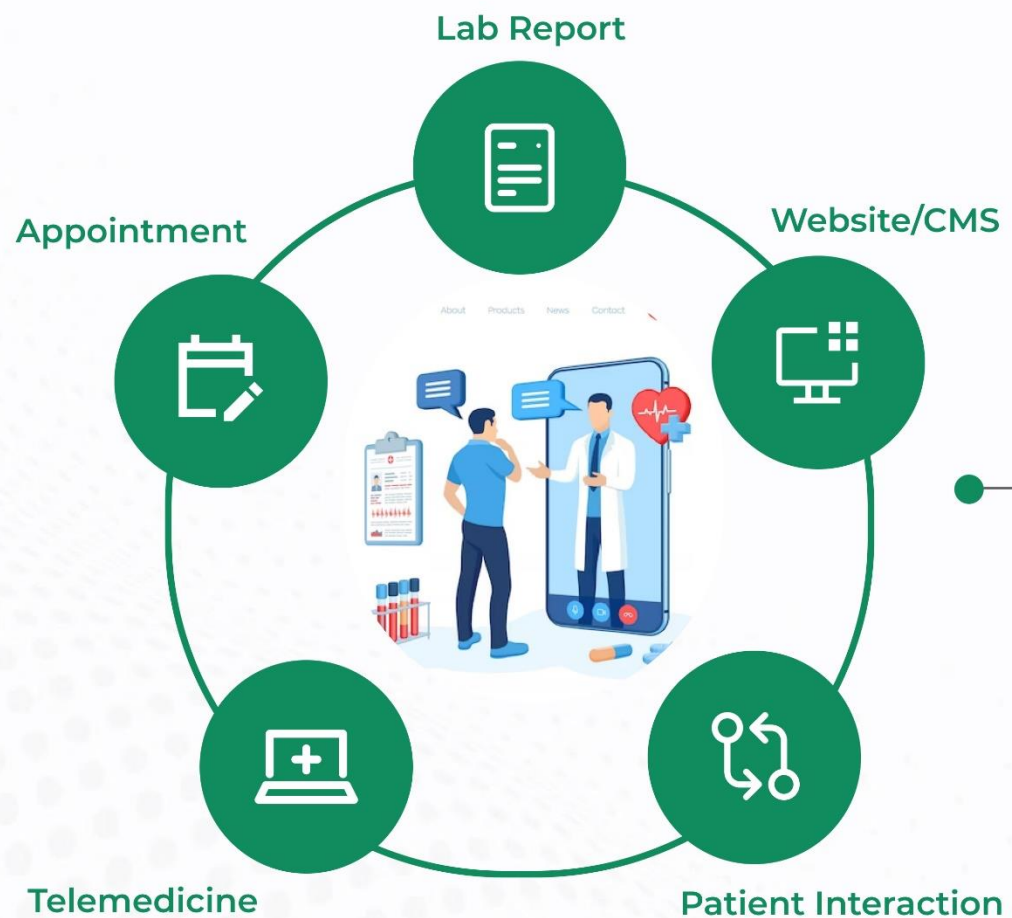 Lab Report
Website/CMS
Appointment
About Products News Contact
Telemedicine
Patient Interaction